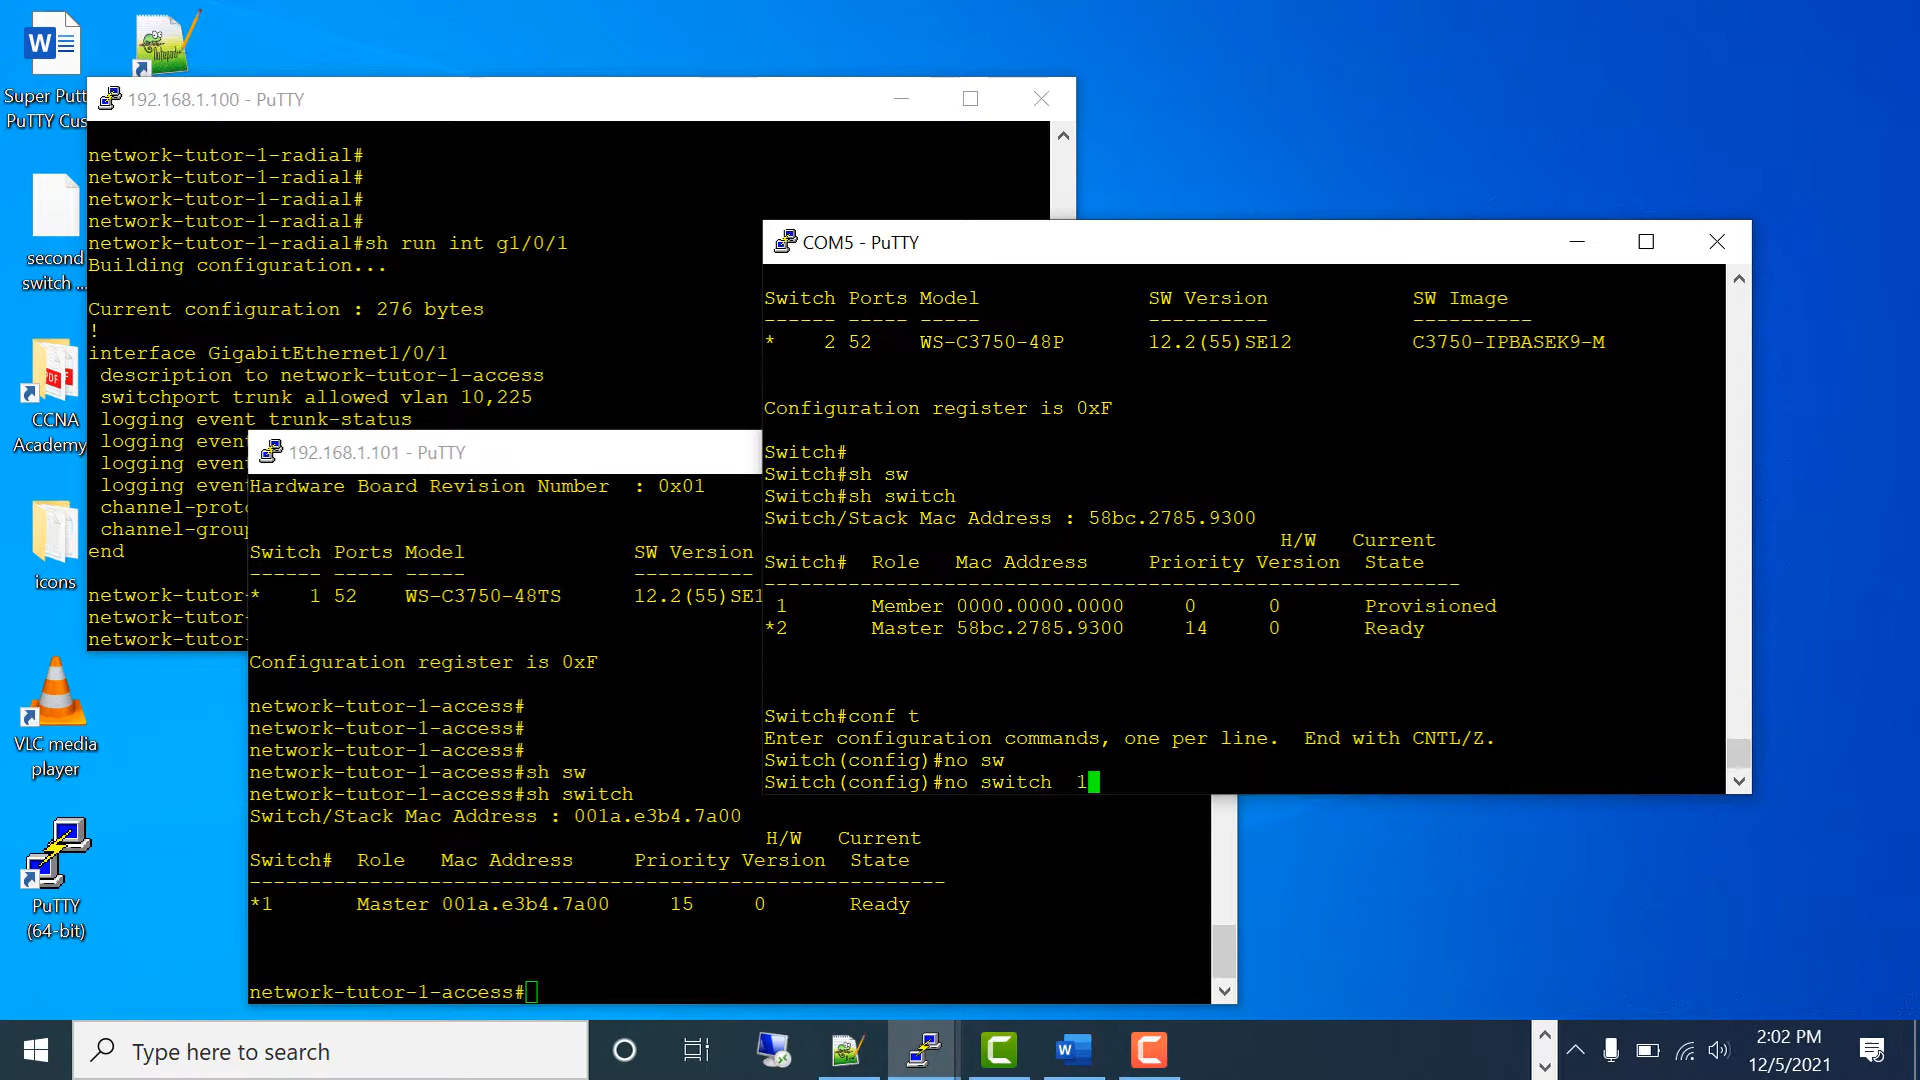 Super Putt
PuTTY Cus
second
switch ...
CCNA
Academy
icons
VLC media
player
PuTTY
(64-bit)
192.168.1.100 - PuTTY
network-tutor-1-radial#
network-tutor-1-radial#
network-tutor-1-radial#
network-tutor-1-radial#
network-tutor-1-radial#sh run int g1/0/1
Building configuration...
Current configuration : 276 bytes
!
interface GigabitEthernet1/0/1
description to network-tutor-1-access
switchport trunk allowed vlan 10,225
logging event trunk-status
logging even
logging even
logging even
channel-proto
channel-group
end
network-tutor-
network-tutor-
network-tutor-
192.168.1.101 - PuTTY
Hardware Board Revision Number : 0x01
Switch Ports Model SW Version
------ ----- ----- ----------
* 1 52 WS-C3750-48TS 12.2(55)SE1
Configuration register is 0xF
network-tutor-1-access#
network-tutor-1-access#
network-tutor-1-access#
network-tutor-1-access#sh sw
network-tutor-1-access#sh switch
Switch/Stack Mac Address : 001a.e3b4.7a00
H/W Current
Switch# Role Mac Address Priority Version State
----------------------------------------------------------
*1 Master 001a.e3b4.7a00 15 0 Ready
network-tutor-1-access#
COM5 - PuTTY
Switch Ports Model SW Version SW Image
------ ----- ----- ---------- ----------
* 2 52 WS-C3750-48P 12.2(55)SE12 C3750-IPBASEK9-M
Configuration register is 0xF
Switch#
Switch#sh sw
Switch#sh switch
Switch/Stack Mac Address : 58bc.2785.9300
H/W Current
Switch# Role Mac Address Priority Version State
----------------------------------------------------------
1 Member 0000.0000.0000 0 0 Provisioned
*2 Master 58bc.2785.9300 14 0 Ready
Switch#conf t
Enter configuration commands, one per line. End with CNTL/Z.
Switch(config)#no sw
Switch(config)#no switch 1
Type here to search
2:02 PM
12/5/2021